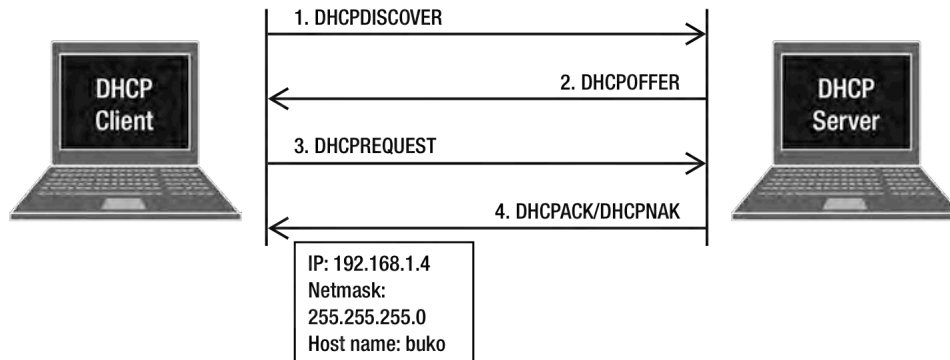 1. DHCPDISCOVER
DHCP
Client
2. DHCPOFFER
DHCP
Server
3. DHCPREQUEST
4. DHCPACK/DHCPNAK
IP: 192.168.1.4
Netmask:
255.255.255.0
Host name: buko